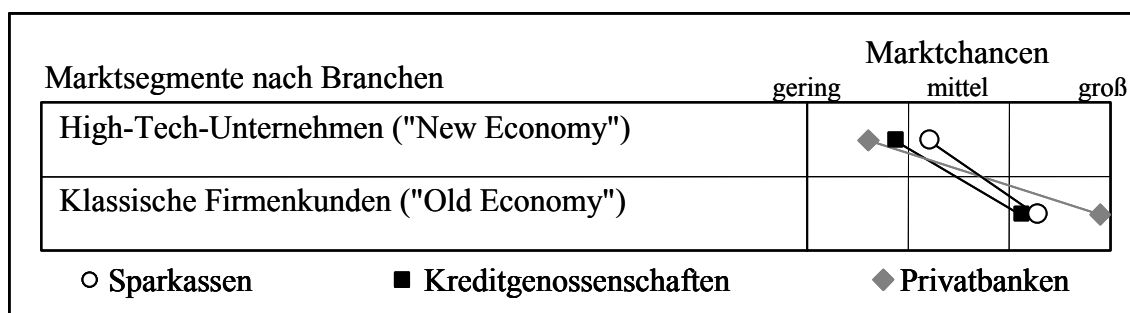 Marktchancen
Marktsegmente nach Branchen
gering mittel groß
High-Tech-Unternehmen ("New Economy")
Klassische Firmenkunden ("Old Economy")
Sparkassen Kreditgenossenschaften Privatbanken